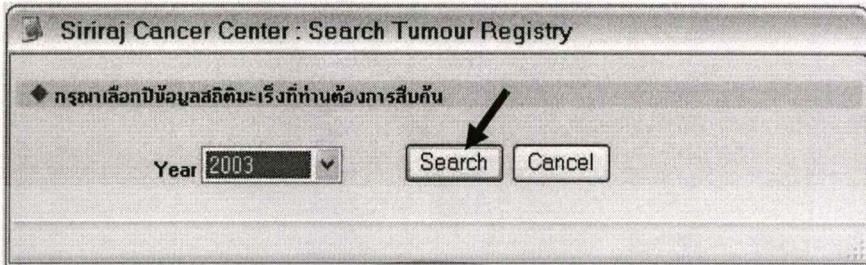 Siriraj Cancer Center : Search Tumour Registry
กรุณาเลือกปีข้อมูลสถิติมะเร็งที่ท่านต้องการสืบค้น
Year 2003 Search Cancel